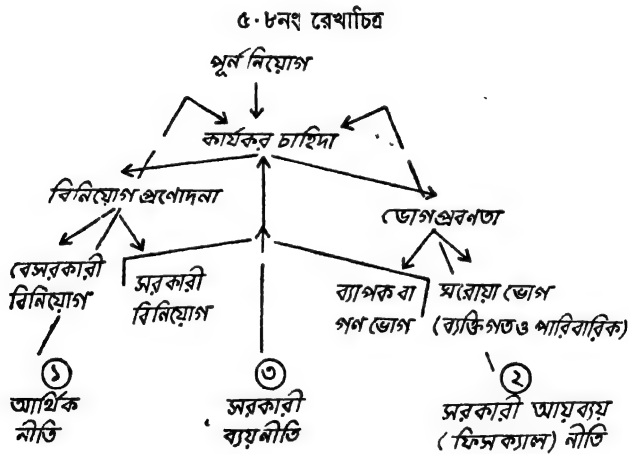 ৫·৮নং রেখাচিত্র
পূর্ন নিয়োগ
কার্যকর চাহিদা
বিনিয়োগ প্রণোদনা
ভোগপ্রবণতা
বেসরকারী
বিনিয়োগ
সরকারী
বিনিয়োগ
ব্যাপক বা
গণ ভোগ
ঘরোয়া ভোগ
(ব্যক্তিগত ও পারিবারিক)
১
আর্থিক
নীতি
৩
সরকারী
ব্যয়নীতি
২
সরকারী আয়ব্যয়
(ফিসক্যাল) নীতি